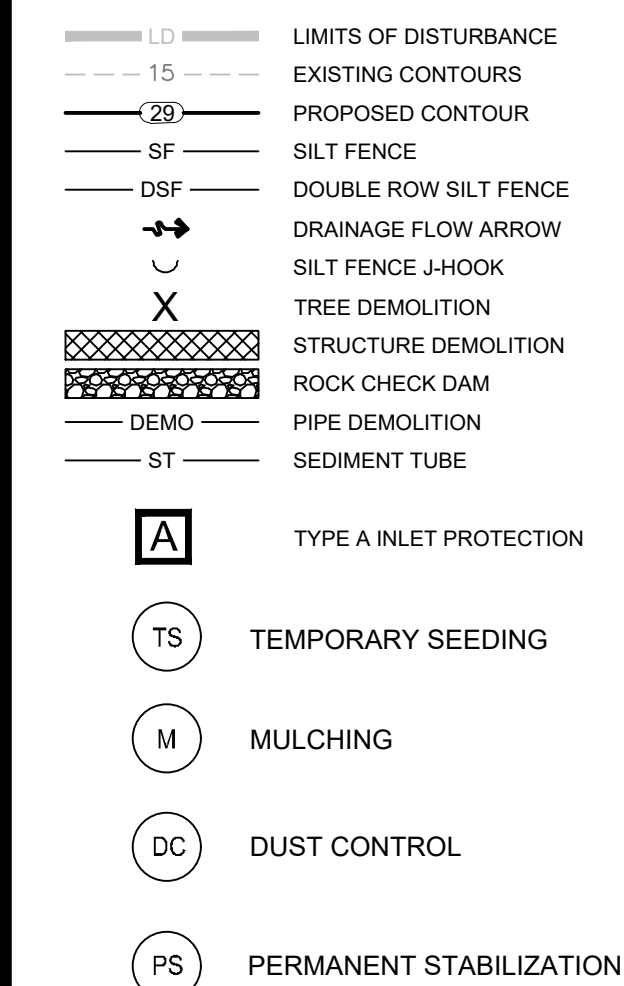 LD LIMITS OF DISTURBANCE
15 EXISTING CONTOURS
29 PROPOSED CONTOUR
SF SILT FENCE
DSF DOUBLE ROW SILT FENCE
DRAINAGE FLOW ARROW
SILT FENCE J-HOOK
X TREE DEMOLITION
STRUCTURE DEMOLITION
ROCK CHECK DAM
DEMO PIPE DEMOLITION
ST SEDIMENT TUBE
A TYPE A INLET PROTECTION
TS TEMPORARY SEEDING
M MULCHING
DC DUST CONTROL
PS PERMANENT STABILIZATION